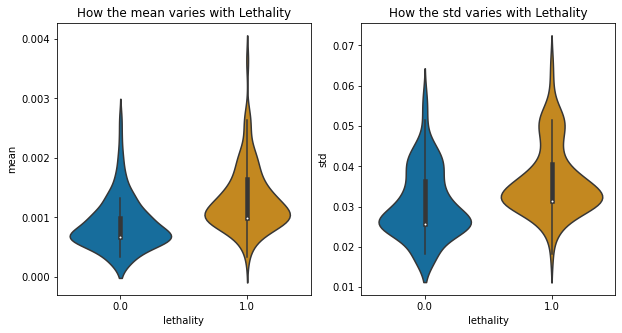 How the mean varies with Lethality
mean
0.004
0.003
0.002
0.001
0.000
0.0
1.0
lethality
How the std varies with Lethality
std
0.07
0.06
0.05
0.04
0.03
0.02
0.01
0.0
1.0
lethality